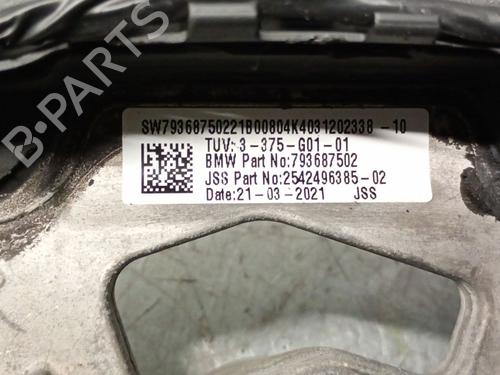 SW79368750221B00804K4031202338 -10
TUV: 3-375-G01-01
BMW Part No:793687502
JSS Part No:2542496385-02
Date:21-03-2021 JSS
B-PARTS